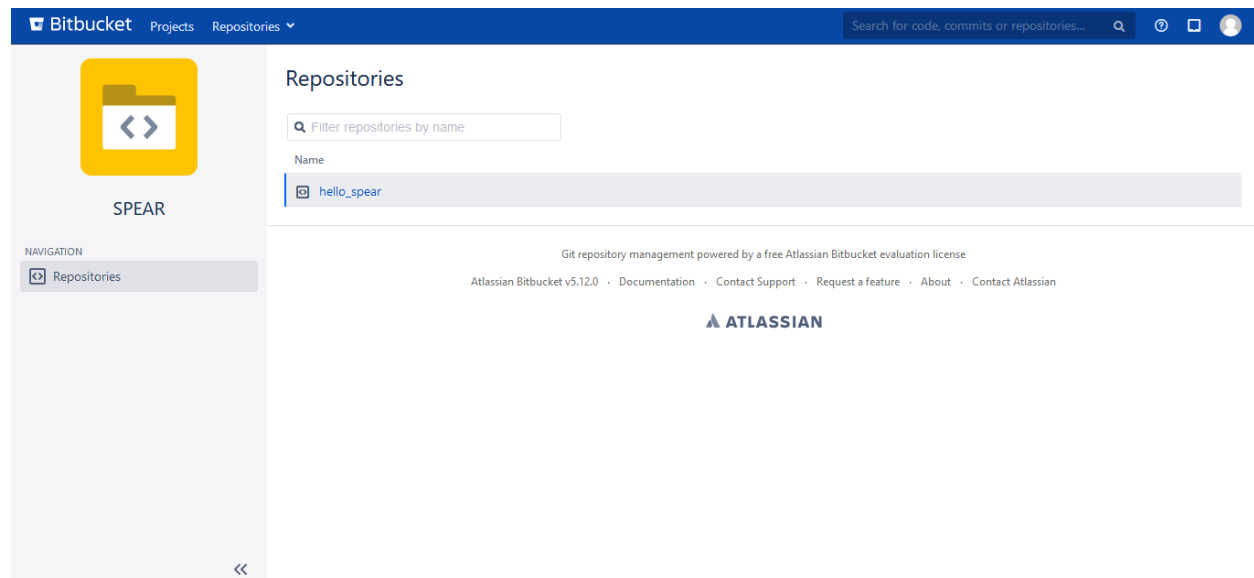 Bitbucket Projects Repositories Search for code, commits or repositories...
SPEAR
NAVIGATION
Repositories
Repositories
Filter repositories by name
Name
hello_spear
Git repository management powered by a free Atlassian Bitbucket evaluation license
Atlassian Bitbucket v5.12.0 · Documentation · Contact Support · Request a feature · About · Contact Atlassian
ATLASSIAN